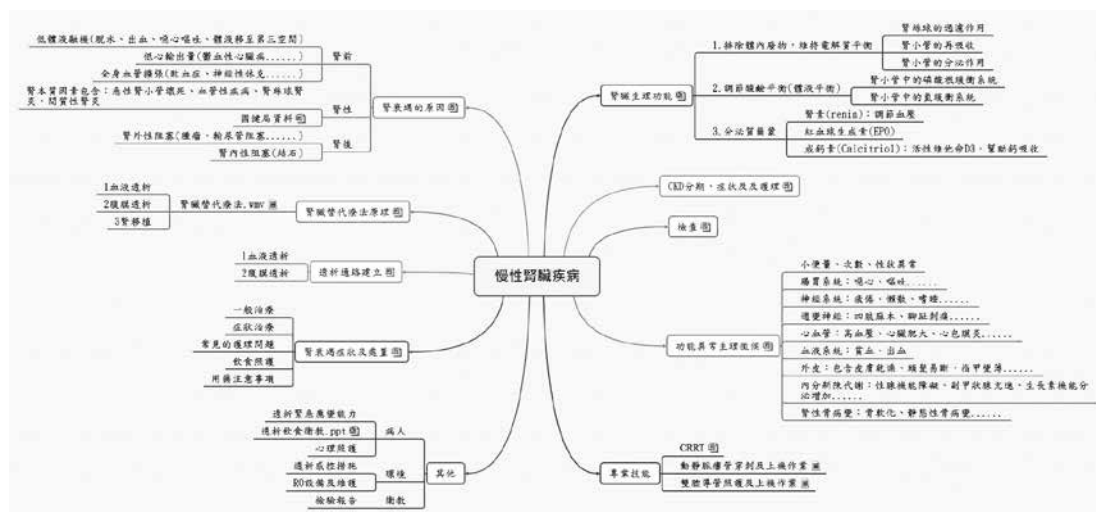 慢性腎臟疾病
腎衰竭的原因
腎前
低體液融積(脫水、出血、噁心嘔吐、體液移至第三空間)
低心輸出量(鬱血性心臟病......)
全身血管擴張(敗血症、神經性休克......)
腎性
腎本質因素包含:急性腎小管壞死、血管性疾病、腎絲球腎
炎、間質性腎炎
國健局資料
腎後
腎外性阻塞(腫瘤、輸尿管阻塞......)
腎內性阻塞(結石)
腎臟替代療法原理
腎臟替代療法.wmv
1血液透析
2腹膜透析
3腎移植
透析通路建立
1血液透析
2腹膜透析
腎衰竭症狀及處置
一般治療
症狀治療
常見的護理問題
飲食照護
用藥注意事項
其他
病人
透析緊急應變能力
透析飲食衛教.ppt
心理照護
環境
透析感控措施
RO設備及維護
衛教
檢驗報告
腎臟生理功能
1.排除體內廢物,維持電解質平衡
腎絲球的過濾作用
腎小管的再吸收
腎小管的分泌作用
2.調節酸鹼平衡(體液平衡)
腎小管中的磷酸根緩衝系統
腎小管中的氨緩衝系統
3.分泌賀爾蒙
腎素(renin):調節血壓
紅血球生成素(EPO)
成鈣素(Calcitriol):活性維他命D3,幫助鈣吸收
CKD分期、症狀及及護理
檢查
功能異常生理徵候
小便量、次數、性狀異常
腸胃系統:噁心、嘔吐......
神經系統:疲倦、懶散、嗜睡......
週邊神經:四肢麻木、腳趾刺痛......
心血管:高血壓、心臟肥大、心包膜炎......
血液系統:貧血、出血
外皮:包含皮膚乾燥、頭髮易斷、指甲變薄......
內分泌陳代謝:性腺機能障礙、副甲狀腺亢進、生長素機能分
泌增加......
腎性骨病變:骨軟化、靜態性骨病變......
專業技能
CRRT
動靜脈瘻管穿刺及上機作業
雙腔導管照護及上機作業